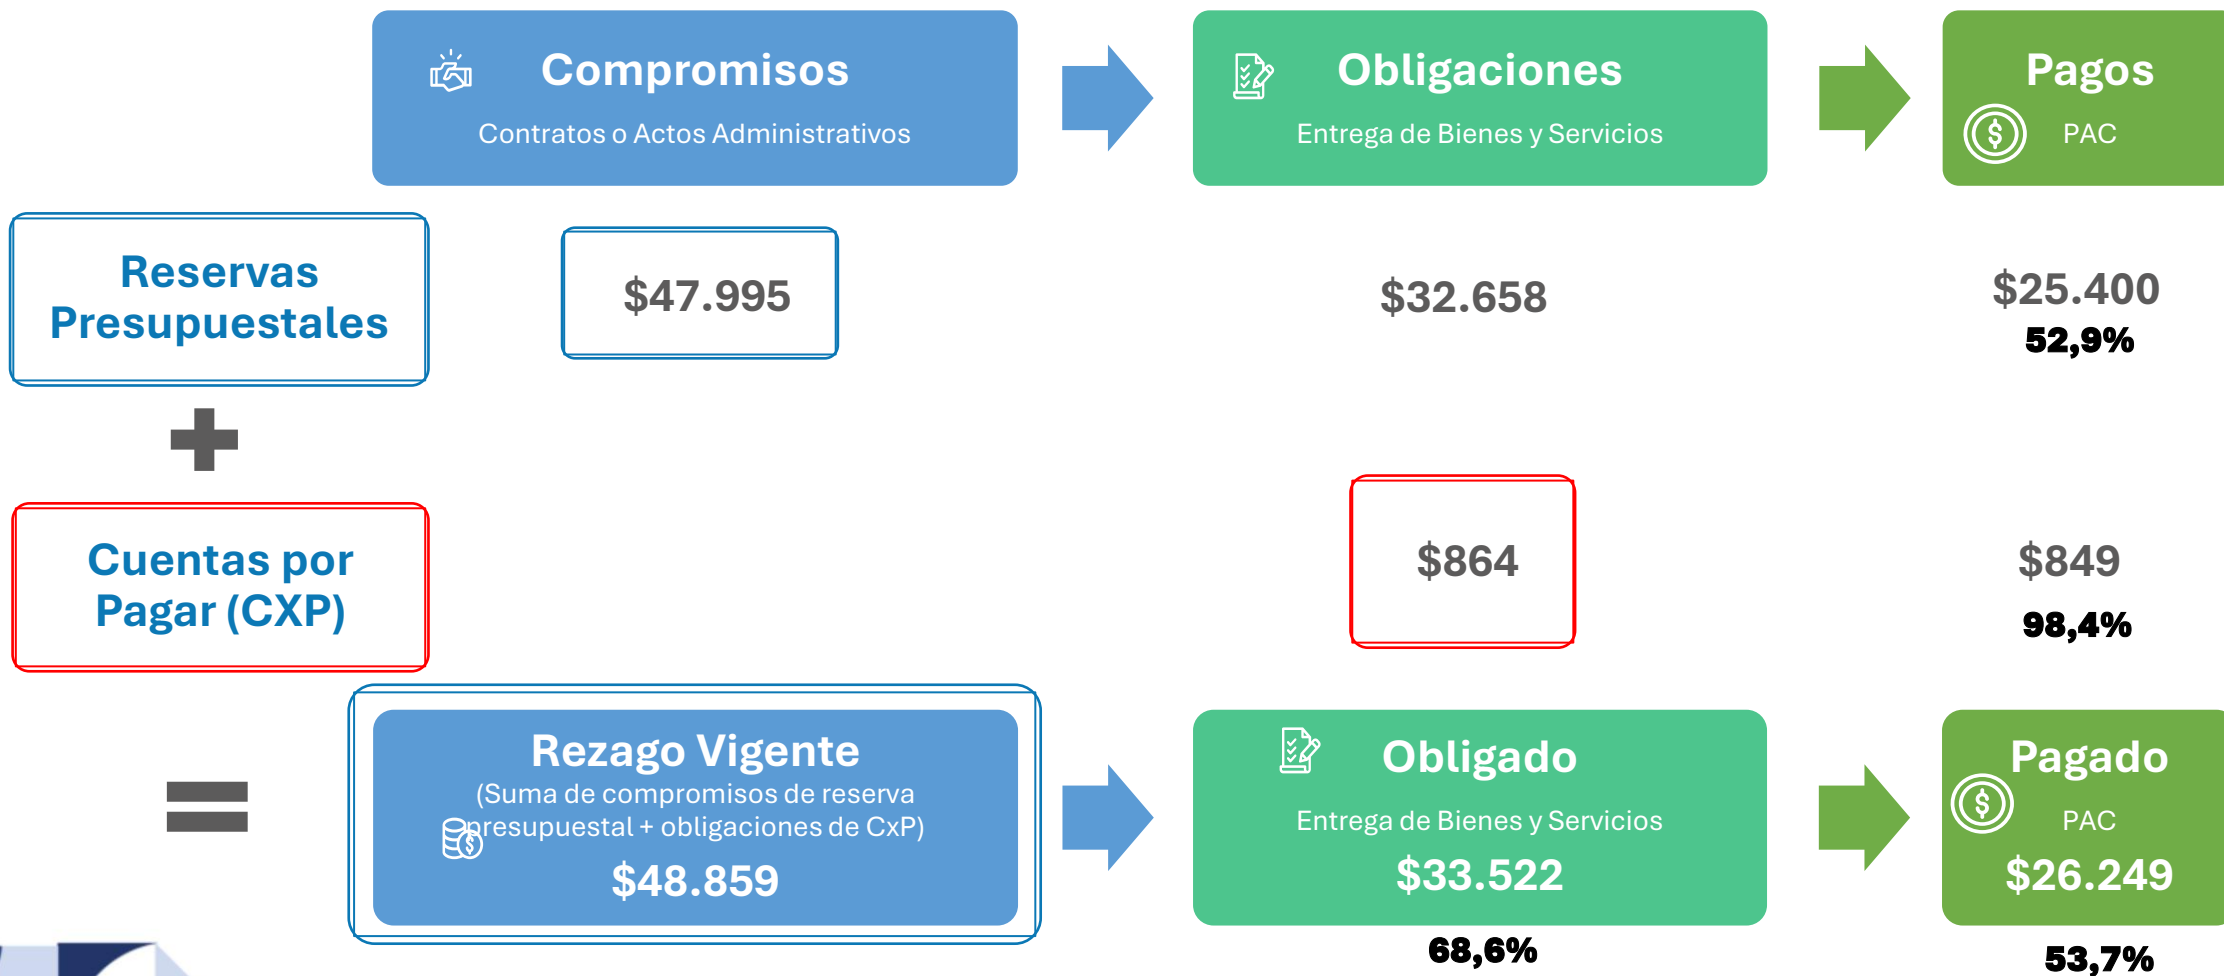 Compromisos
Contratos o Actos Administrativos
Obligaciones
Entrega de Bienes y Servicios
Pagos
PAC
Reservas
Presupuestales
$47.995
$32.658
$25.400
52,9%
Cuentas por
Pagar (CXP)
$864
$849
98,4%
Rezago Vigente
(Suma de compromisos de reserva
presupuestal + obligaciones de CxP)
$48.859
Obligado
Entrega de Bienes y Servicios
$33.522
68,6%
Pagado
PAC
$26.249
53,7%